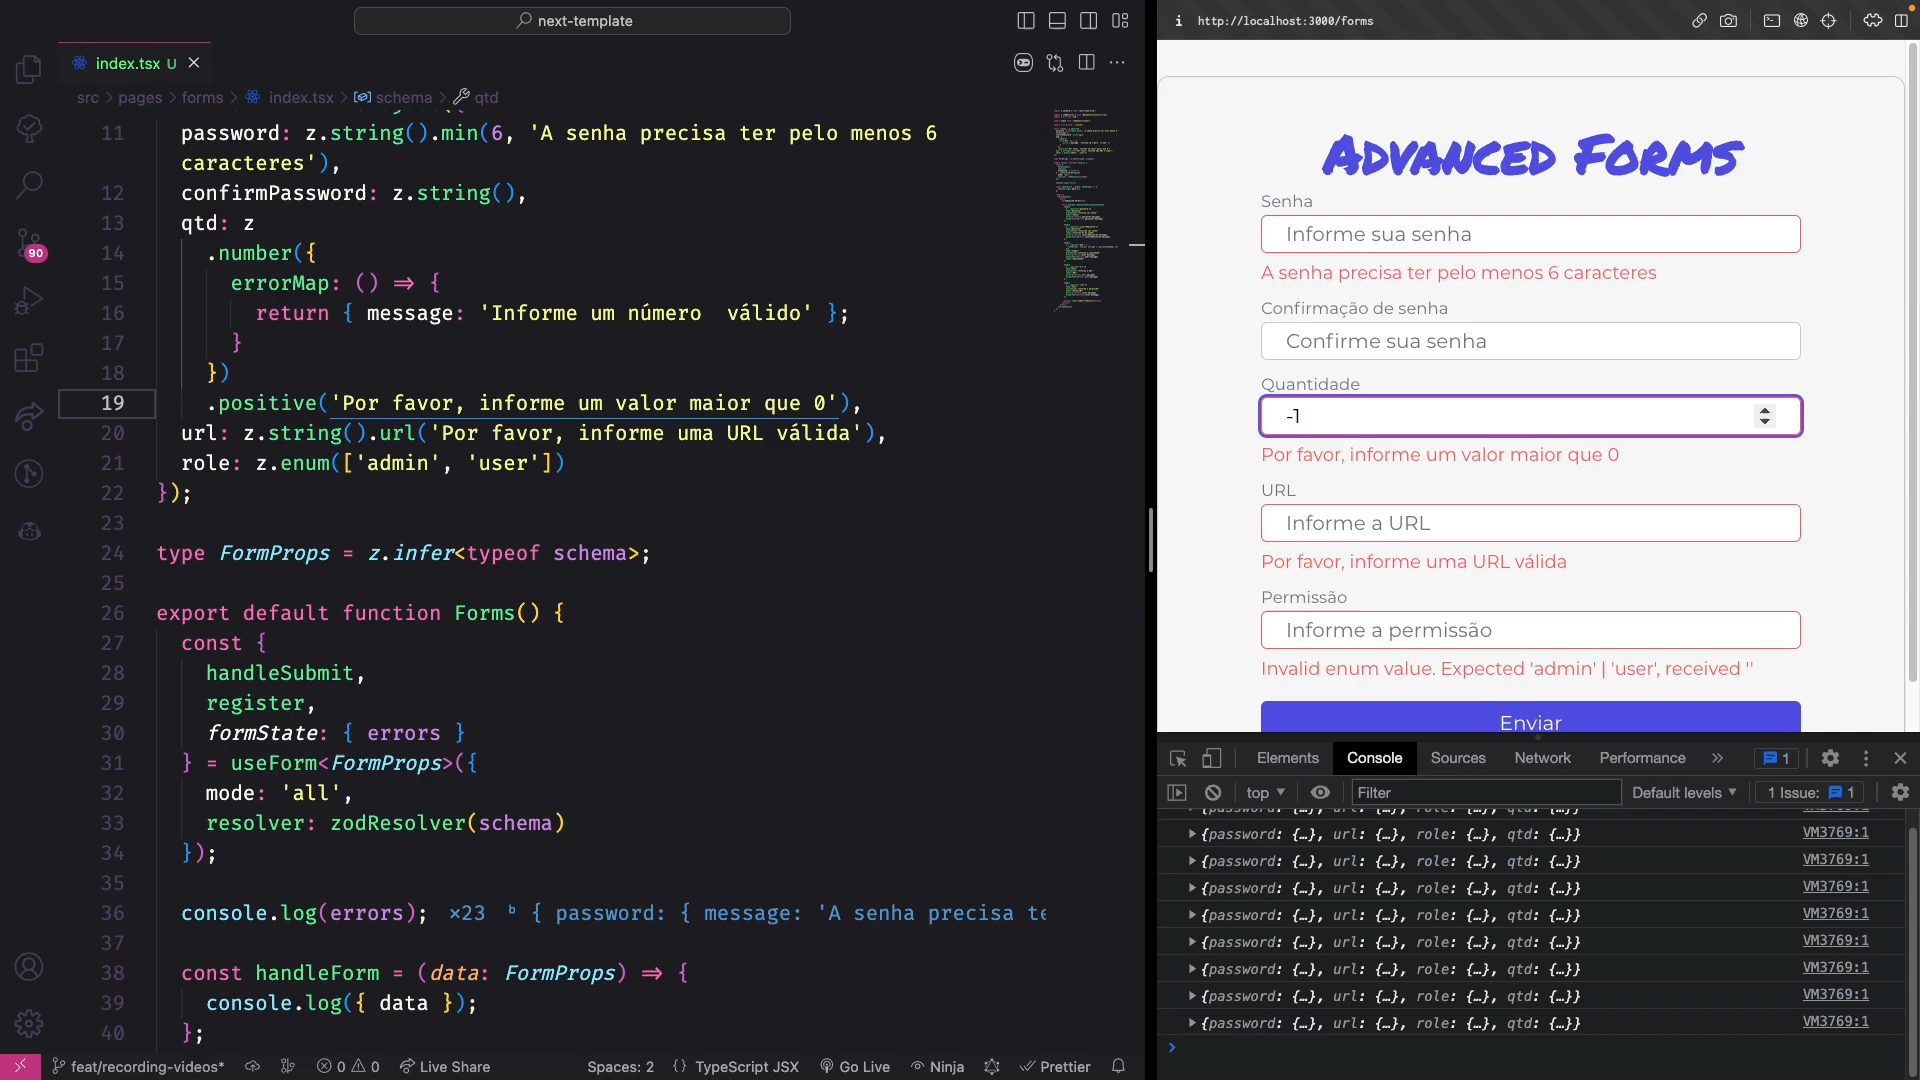 next-template
index.tsx U
src > pages > forms > index.tsx > schema > qtd
11 password: z.string().min(6, 'A senha precisa ter pelo menos 6
caracteres'),
12 confirmPassword: z.string(),
13 qtd: z
14 .number({
15 errorMap: () => {
16 return { message: 'Informe um número  válido' };
17 }
18 })
19 .positive('Por favor, informe um valor maior que 0'),
20 url: z.string().url('Por favor, informe uma URL válida'),
21 role: z.enum(['admin', 'user'])
22 });
23
24 type FormProps = z.infer<typeof schema>;
25
26 export default function Forms() {
27 const {
28 handleSubmit,
29 register,
30 formState: { errors }
31 } = useForm<FormProps>({
32 mode: 'all',
33 resolver: zodResolver(schema)
34 });
35
36 console.log(errors); ×23 ᵇ { password: { message: 'A senha precisa te
37
38 const handleForm = (data: FormProps) => {
39 console.log({ data });
40 };
90
feat/recording-videos* 0 0 Live Share Spaces: 2 {} TypeScript JSX Go Live Ninja Prettier
i http://localhost:3000/forms
Advanced Forms
Senha
Informe sua senha
A senha precisa ter pelo menos 6 caracteres
Confirmação de senha
Confirme sua senha
Quantidade
-1
Por favor, informe um valor maior que 0
URL
Informe a URL
Por favor, informe uma URL válida
Permissão
Informe a permissão
Invalid enum value. Expected 'admin' | 'user', received ''
Enviar
Elements Console Sources Network Performance » 1
top Filter Default levels 1 Issue: 1
{password: {…}, url: {…}, role: {…}, qtd: {…}} VM3769:1
{password: {…}, url: {…}, role: {…}, qtd: {…}} VM3769:1
{password: {…}, url: {…}, role: {…}, qtd: {…}} VM3769:1
{password: {…}, url: {…}, role: {…}, qtd: {…}} VM3769:1
{password: {…}, url: {…}, role: {…}, qtd: {…}} VM3769:1
{password: {…}, url: {…}, role: {…}, qtd: {…}} VM3769:1
{password: {…}, url: {…}, role: {…}, qtd: {…}} VM3769:1
{password: {…}, url: {…}, role: {…}, qtd: {…}} VM3769:1
{password: {…}, url: {…}, role: {…}, qtd: {…}} VM3769:1